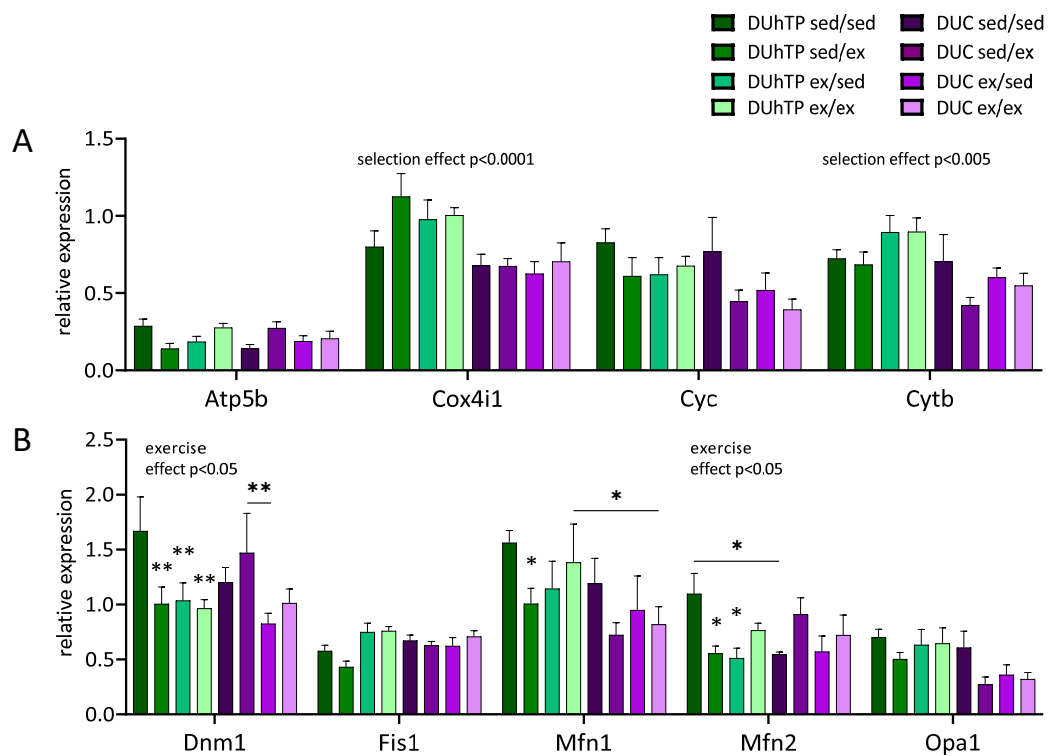 DUhTP sed/sed
DUC sed/sed
DUhTP sed/ex
DUC sed/ex
DUhTP ex/sed
DUC ex/sed
DUhTP ex/ex
DUC ex/ex
A
relative expression
1.5
1.0
0.5
0.0
selection effect p<0.0001
selection effect p<0.005
Atp5b
Cox4i1
Cyc
Cytb
B
relative expression
2.5
2.0
1.5
1.0
0.5
0.0
exercise
effect p<0.05
exercise
effect p<0.05
**
**
**
**
*
*
*
*
*
Dnm1
Fis1
Mfn1
Mfn2
Opa1